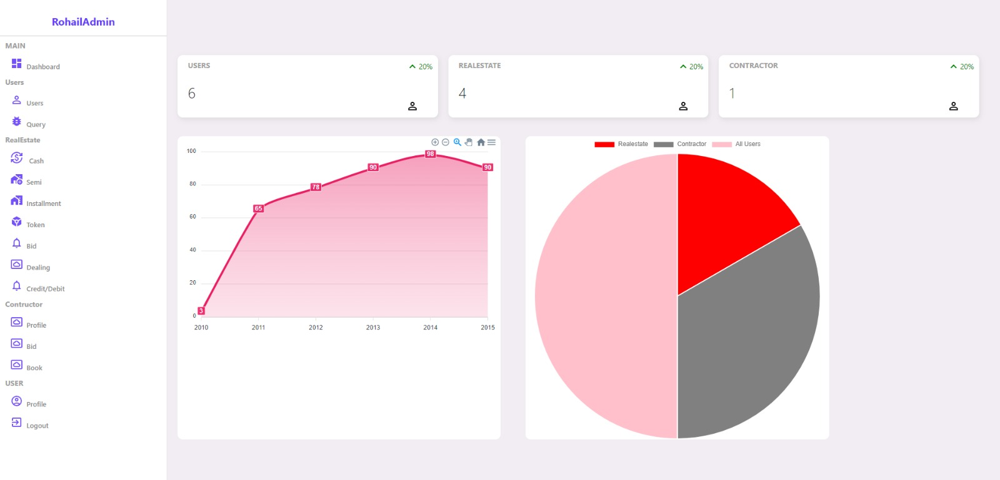 RohailAdmin
MAIN
Dashboard
Users
Users
Query
RealEstate
Cash
Semi
Installment
Token
Bid
Dealing
Credit/Debit
Contructor
Profile
Bid
Book
USER
Profile
Logout
USERS 20%
6
REALESTATE 20%
4
CONTRACTOR 20%
1
100
80
60
40
20
0
3
65
78
90
98
90
2010 2011 2012 2013 2014 2015
Realestate Contractor All Users